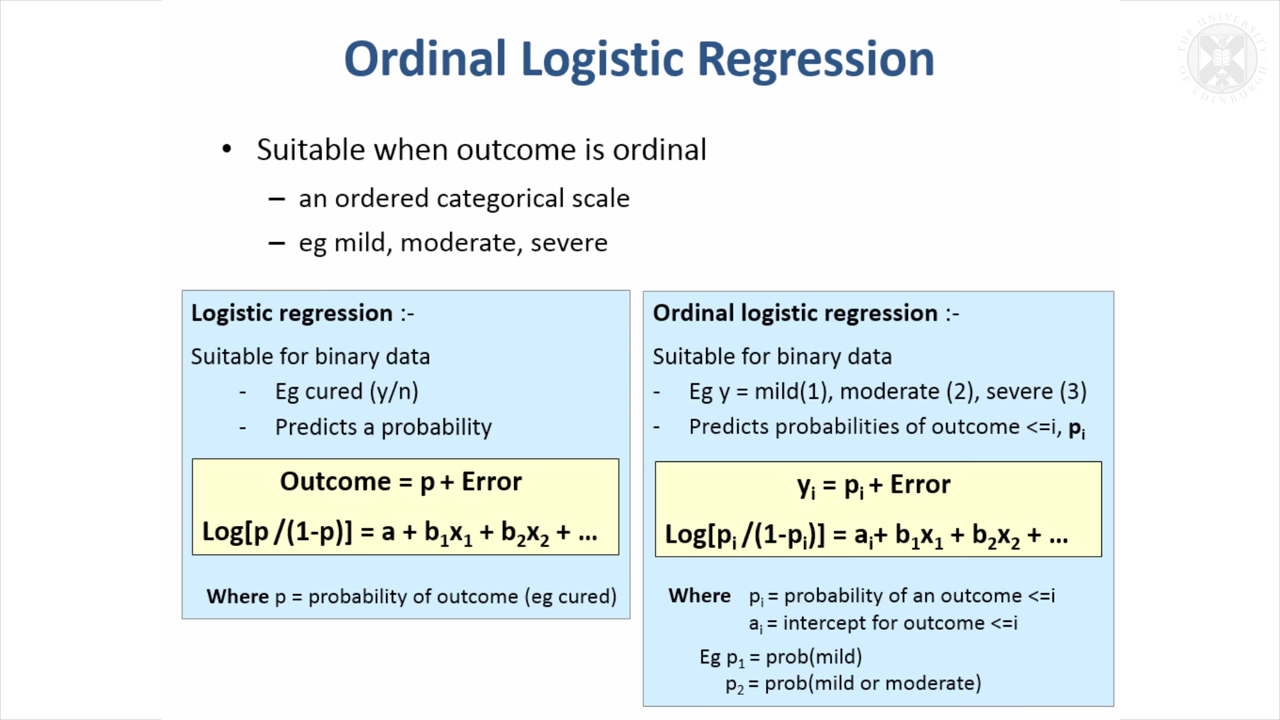 THE UNIVERSITY OF EDINBURGH
Ordinal Logistic Regression
• Suitable when outcome is ordinal
– an ordered categorical scale
– eg mild, moderate, severe
Logistic regression :-
Suitable for binary data
- Eg cured (y/n)
- Predicts a probability
Outcome = p + Error
Log[p /(1-p)] = a + b₁x₁ + b₂x₂ + ...
Where p = probability of outcome (eg cured)
Ordinal logistic regression :-
Suitable for binary data
- Eg y = mild(1), moderate (2), severe (3)
- Predicts probabilities of outcome <=i, pᵢ
yᵢ = pᵢ + Error
Log[pᵢ /(1-pᵢ)] = aᵢ+ b₁x₁ + b₂x₂ + ...
Where pᵢ = probability of an outcome <=i
aᵢ = intercept for outcome <=i
Eg p₁ = prob(mild)
p₂ = prob(mild or moderate)